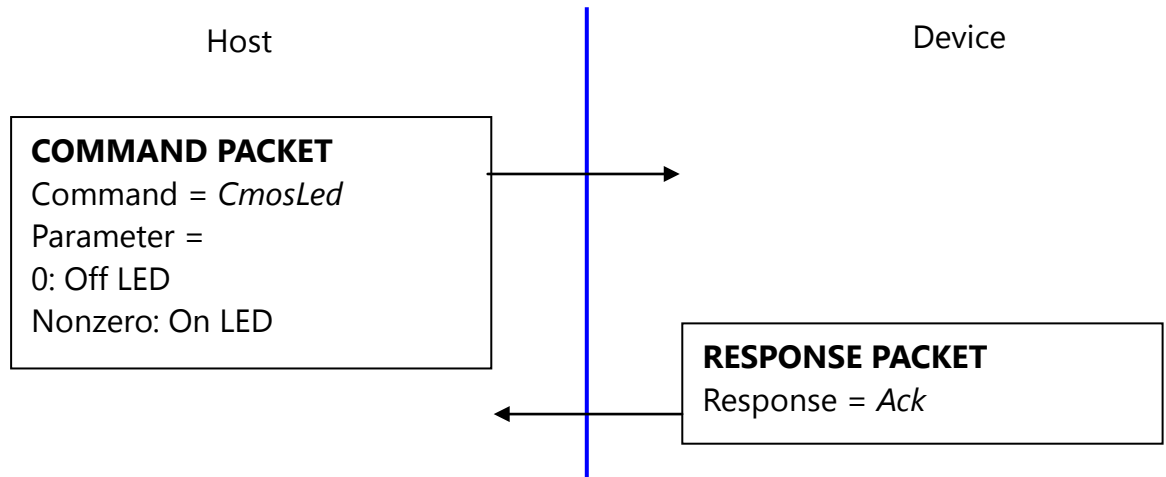 Host
Device
COMMAND PACKET
Command = CmosLed
Parameter =
0: Off LED
Nonzero: On LED
RESPONSE PACKET
Response = Ack